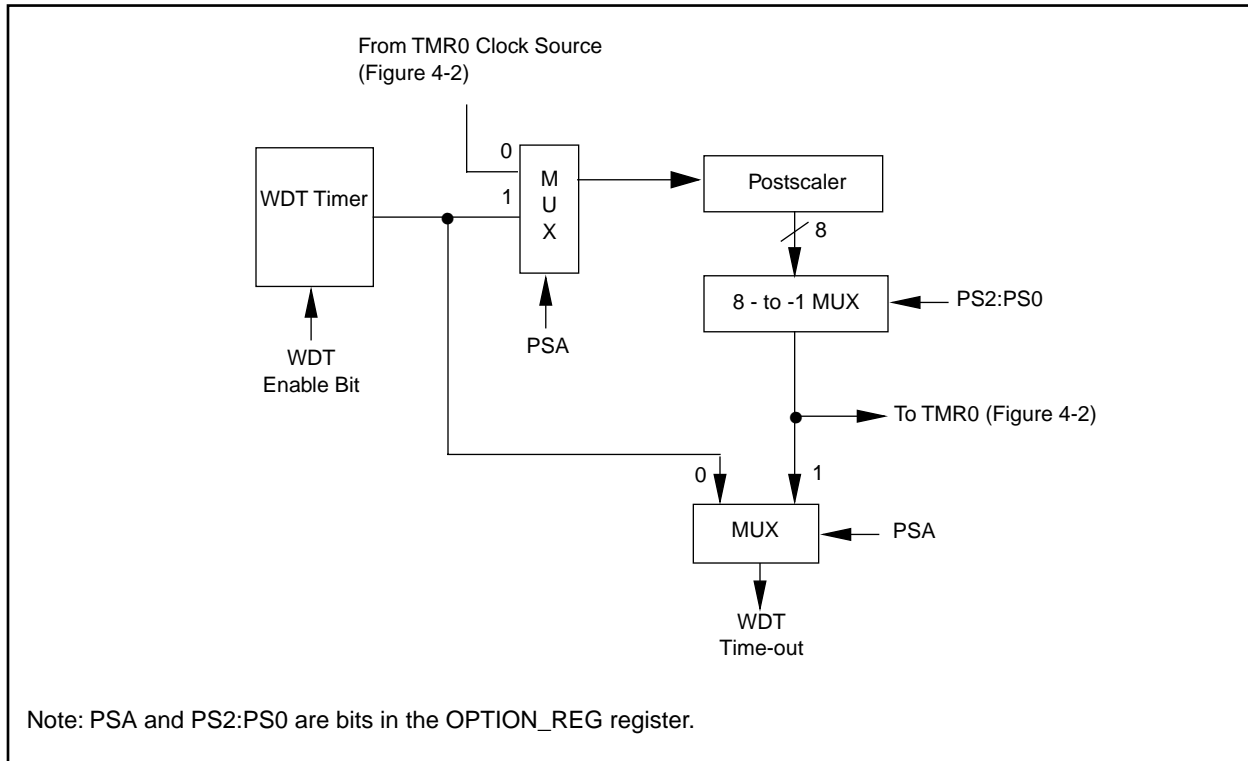 From TMR0 Clock Source
(Figure 4-2)
0
1
WDT Timer
M
U
X
Postscaler
8
8 - to -1 MUX
PS2:PS0
PSA
WDT
Enable Bit
To TMR0 (Figure 4-2)
0
1
MUX
PSA
WDT
Time-out
Note: PSA and PS2:PS0 are bits in the OPTION_REG register.